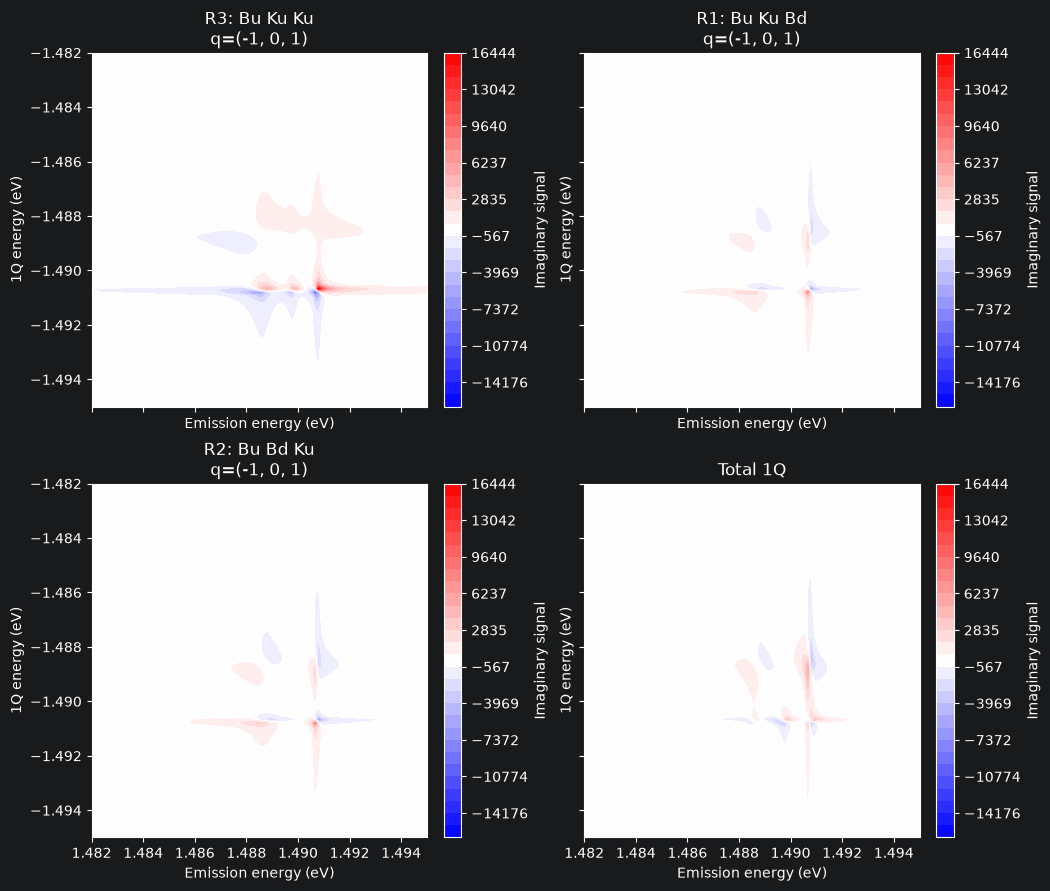 R3: Bu Ku Ku
q=(-1, 0, 1)
−1.482
−1.484
−1.486
−1.488
−1.490
−1.492
−1.494
1Q energy (eV)
Emission energy (eV)
16444
13042
9640
6237
2835
−567
−3969
−7372
−10774
−14176
Imaginary signal
R1: Bu Ku Bd
q=(-1, 0, 1)
1Q energy (eV)
Emission energy (eV)
16444
13042
9640
6237
2835
−567
−3969
−7372
−10774
−14176
Imaginary signal
R2: Bu Bd Ku
q=(-1, 0, 1)
−1.482
−1.484
−1.486
−1.488
−1.490
−1.492
−1.494
1Q energy (eV)
1.482 1.484 1.486 1.488 1.490 1.492 1.494
Emission energy (eV)
16444
13042
9640
6237
2835
−567
−3969
−7372
−10774
−14176
Imaginary signal
Total 1Q
1Q energy (eV)
1.482 1.484 1.486 1.488 1.490 1.492 1.494
Emission energy (eV)
16444
13042
9640
6237
2835
−567
−3969
−7372
−10774
−14176
Imaginary signal